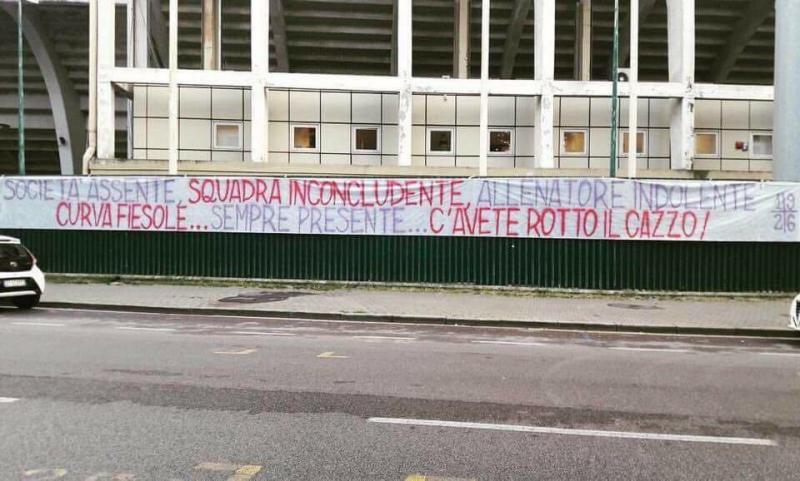 SOCIETA' ASSENTE, SQUADRA INCONCLUDENTE, ALLENATORE INDOLENTE
CURVA FIESOLE... SEMPRE PRESENTE... C'AVETE ROTTO IL CAZZO!